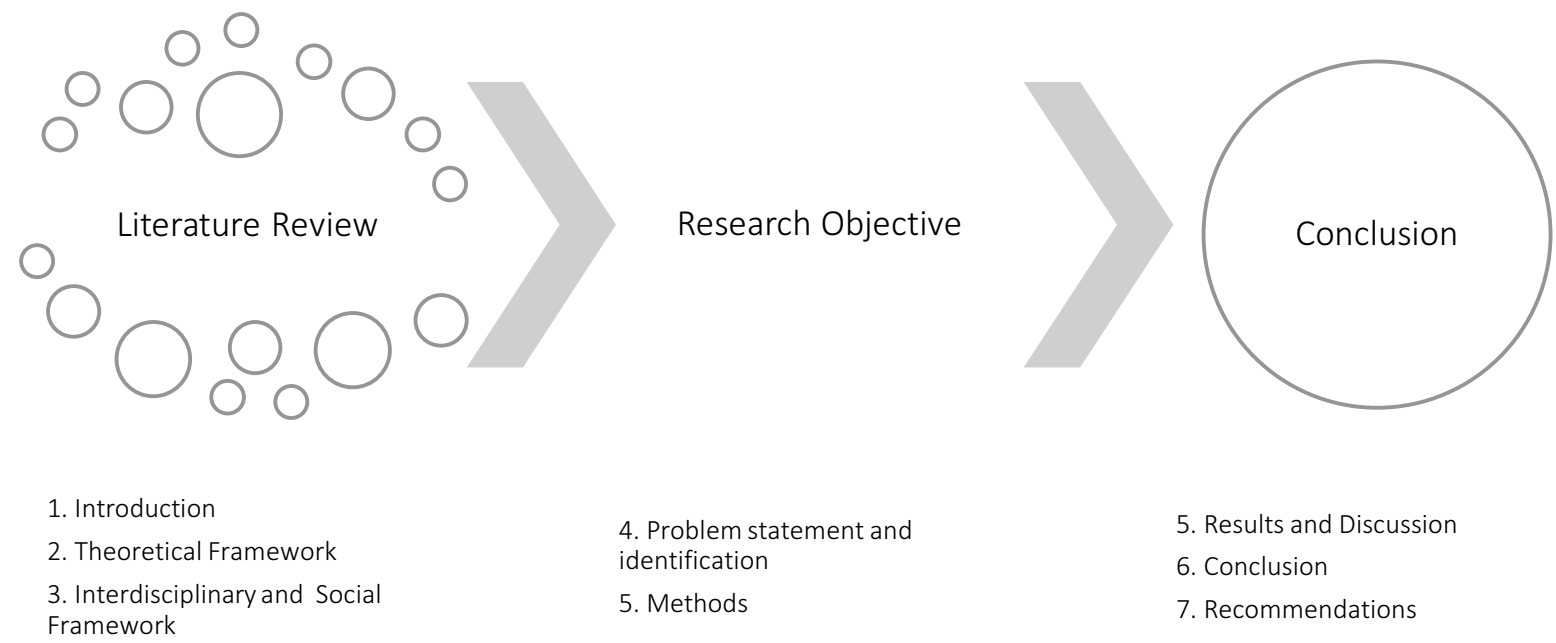 Literature Review
Research Objective
Conclusion
1. Introduction
2. Theoretical Framework
3. Interdisciplinary and Social
Framework
4. Problem statement and
identification
5. Methods
5. Results and Discussion
6. Conclusion
7. Recommendations